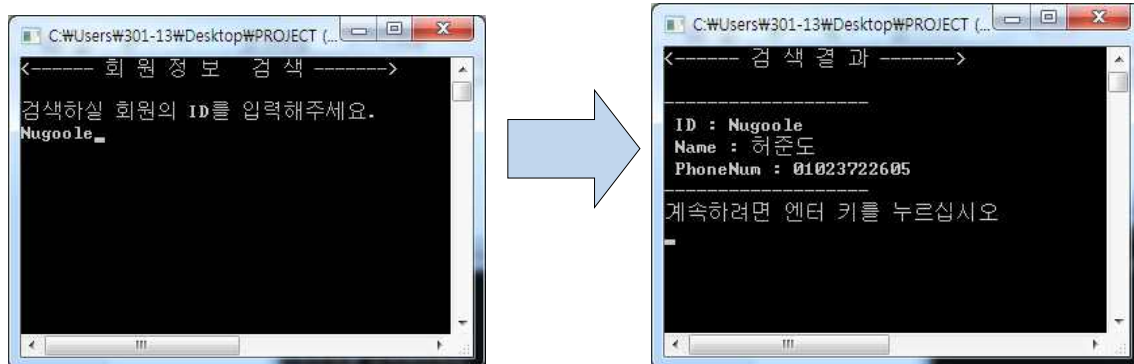 C:₩Users₩301-13₩Desktop₩PROJECT (...
<------ 회 원 정 보   검 색 ------->
검색하실 회원의 ID를 입력해주세요.
Nugoole
C:₩Users₩301-13₩Desktop₩PROJECT (...
<------ 검 색 결 과 ------->
-------------------
ID : Nugoole
Name : 허준도
PhoneNum : 01023722605
-------------------
계속하려면 엔터 키를 누르십시오